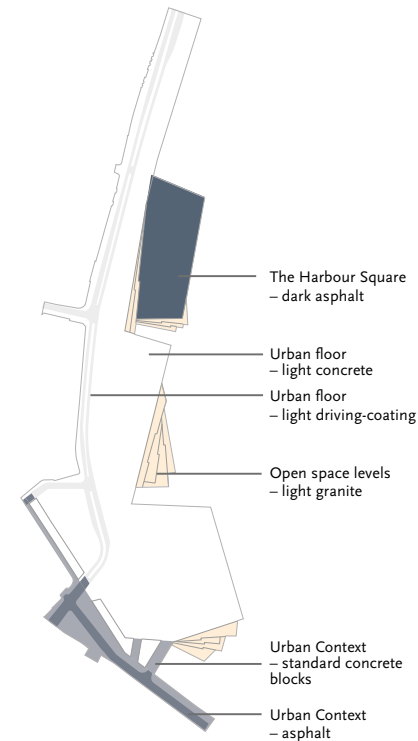 The Harbour Square
– dark asphalt
Urban floor
– light concrete
Urban floor
– light driving-coating
Open space levels
– light granite
Urban Context
– standard concrete
blocks
Urban Context
– asphalt